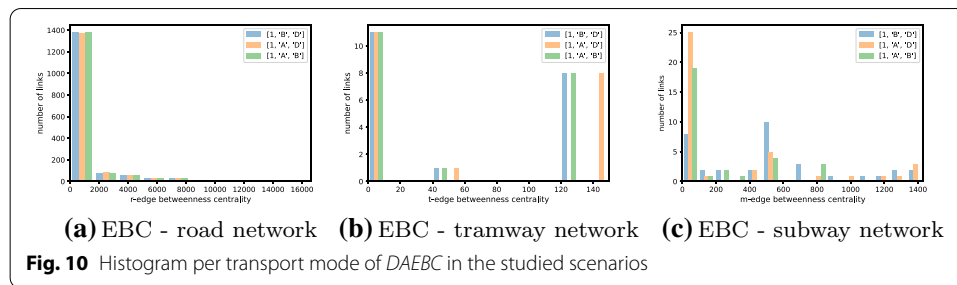 1400
1200
1000
800
600
400
200
0
number of links
[1, 'B', 'D']
[1, 'A', 'D']
[1, 'A', 'B']
0 2000 4000 6000 8000 10000 12000 14000 16000
r-edge betweenness centrality
(a) EBC - road network
10
8
6
4
2
0
number of links
[1, 'B', 'D']
[1, 'A', 'D']
[1, 'A', 'B']
0 20 40 60 80 100 120 140
t-edge betweenness centrality
(b) EBC - tramway network
25
20
15
10
5
0
number of links
[1, 'B', 'D']
[1, 'A', 'D']
[1, 'A', 'B']
0 200 400 600 800 1000 1200 1400
m-edge betweenness centrality
(c) EBC - subway network
Fig. 10 Histogram per transport mode of DAEBC in the studied scenarios